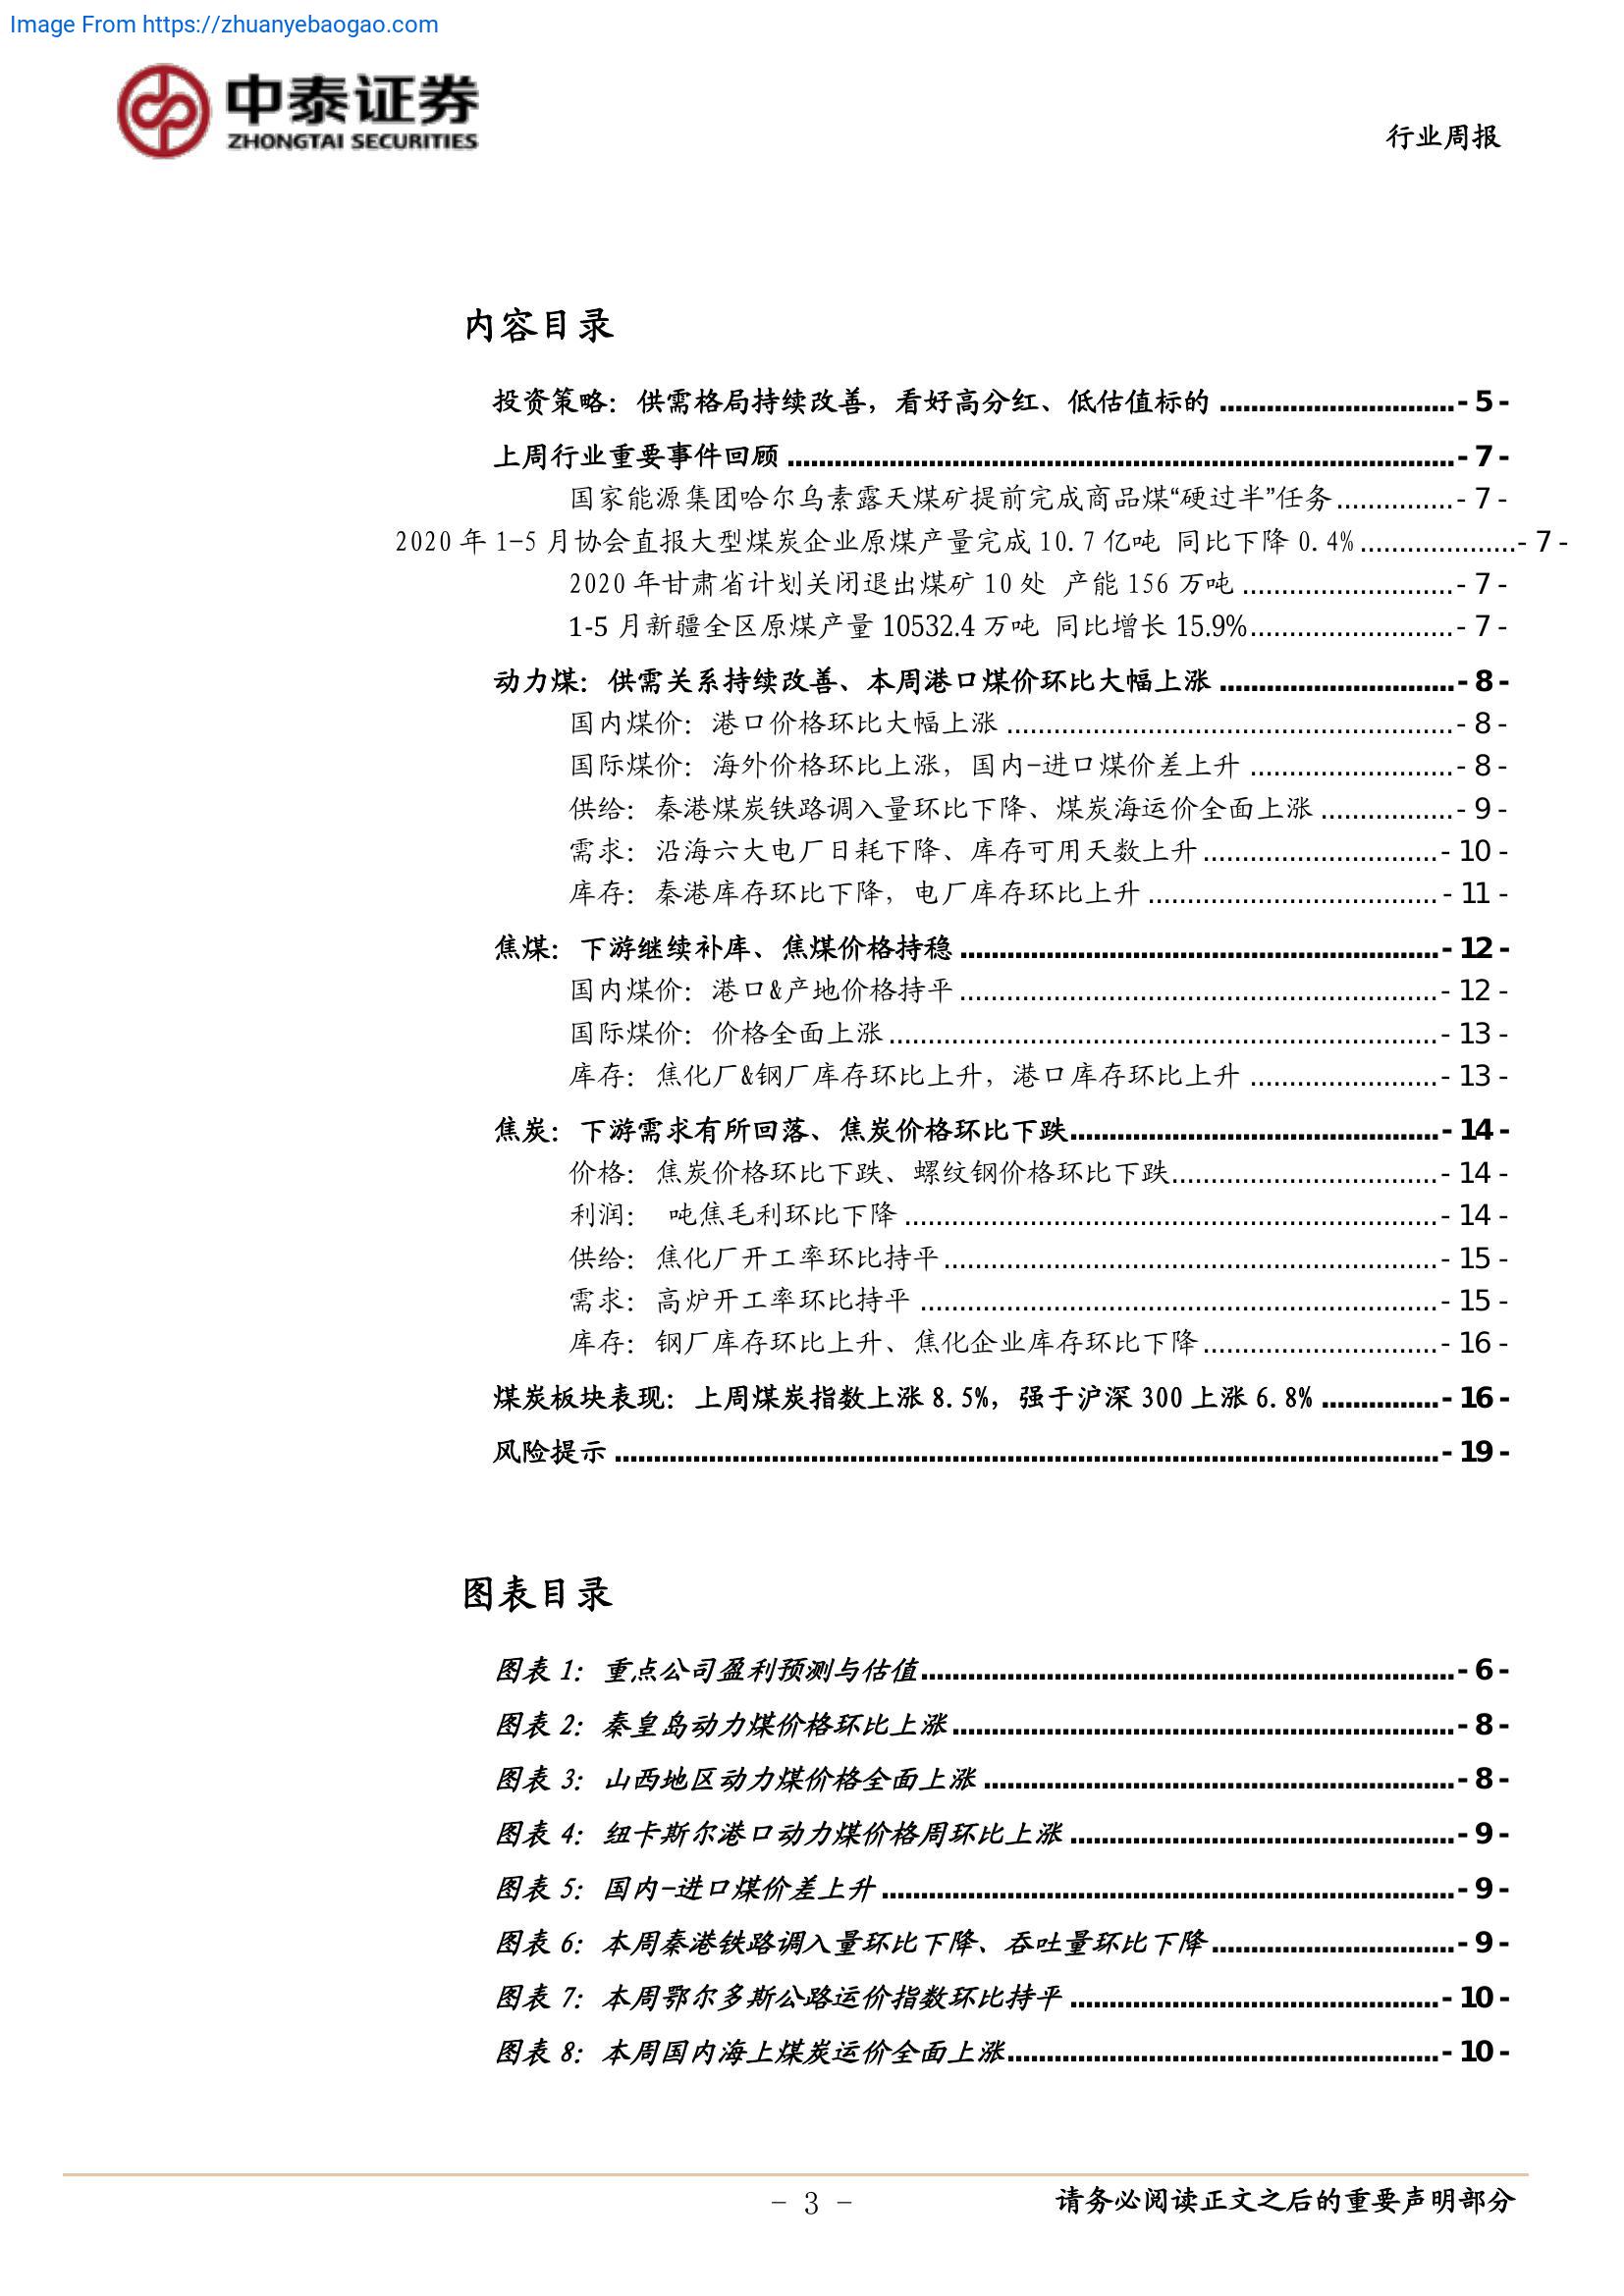 Image From https://zhuanyebaogao.com
中泰证券
ZHONGTAI SECURITIES
行业周报
内容目录
投资策略：供需格局持续改善，看好高分红、低估值标的 ..............................- 5 -
上周行业重要事件回顾 .....................................................................................- 7 -
国家能源集团哈尔乌素露天煤矿提前完成商品煤“硬过半”任务...............- 7 -
2020 年 1-5 月协会直报大型煤炭企业原煤产量完成 10.7 亿吨 同比下降 0.4%....................- 7 -
2020 年甘肃省计划关闭退出煤矿 10 处 产能 156 万吨 ...........................- 7 -
1-5 月新疆全区原煤产量 10532.4 万吨 同比增长 15.9%..........................- 7 -
动力煤：供需关系持续改善、本周港口煤价环比大幅上涨 ..............................- 8 -
国内煤价：港口价格环比大幅上涨 .........................................................- 8 -
国际煤价：海外价格环比上涨，国内-进口煤价差上升 ..........................- 8 -
供给：秦港煤炭铁路调入量环比下降、煤炭海运价全面上涨 .................- 9 -
需求：沿海六大电厂日耗下降、库存可用天数上升..............................- 10 -
库存：秦港库存环比下降，电厂库存环比上升 .....................................- 11 -
焦煤：下游继续补库、焦煤价格持稳 .............................................................- 12 -
国内煤价：港口&产地价格持平.............................................................- 12 -
国际煤价：价格全面上涨......................................................................- 13 -
库存：焦化厂&钢厂库存环比上升，港口库存环比上升 ........................- 13 -
焦炭：下游需求有所回落、焦炭价格环比下跌...............................................- 14 -
价格：焦炭价格环比下跌、螺纹钢价格环比下跌..................................- 14 -
利润： 吨焦毛利环比下降 ....................................................................- 14 -
供给：焦化厂开工率环比持平...............................................................- 15 -
需求：高炉开工率环比持平 ..................................................................- 15 -
库存：钢厂库存环比上升、焦化企业库存环比下降..............................- 16 -
煤炭板块表现：上周煤炭指数上涨 8.5%，强于沪深 300 上涨 6.8% ...............- 16 -
风险提示 .........................................................................................................- 19 -
图表目录
图表 1：重点公司盈利预测与估值....................................................................- 6 -
图表 2：秦皇岛动力煤价格环比上涨 ................................................................- 8 -
图表 3：山西地区动力煤价格全面上涨 ............................................................- 8 -
图表 4：纽卡斯尔港口动力煤价格周环比上涨 .................................................- 9 -
图表 5：国内-进口煤价差上升 .........................................................................- 9 -
图表 6：本周秦港铁路调入量环比下降、吞吐量环比下降...............................- 9 -
图表 7：本周鄂尔多斯公路运价指数环比持平 ...............................................- 10 -
图表 8：本周国内海上煤炭运价全面上涨.......................................................- 10 -
- 3 -
请务必阅读正文之后的重要声明部分